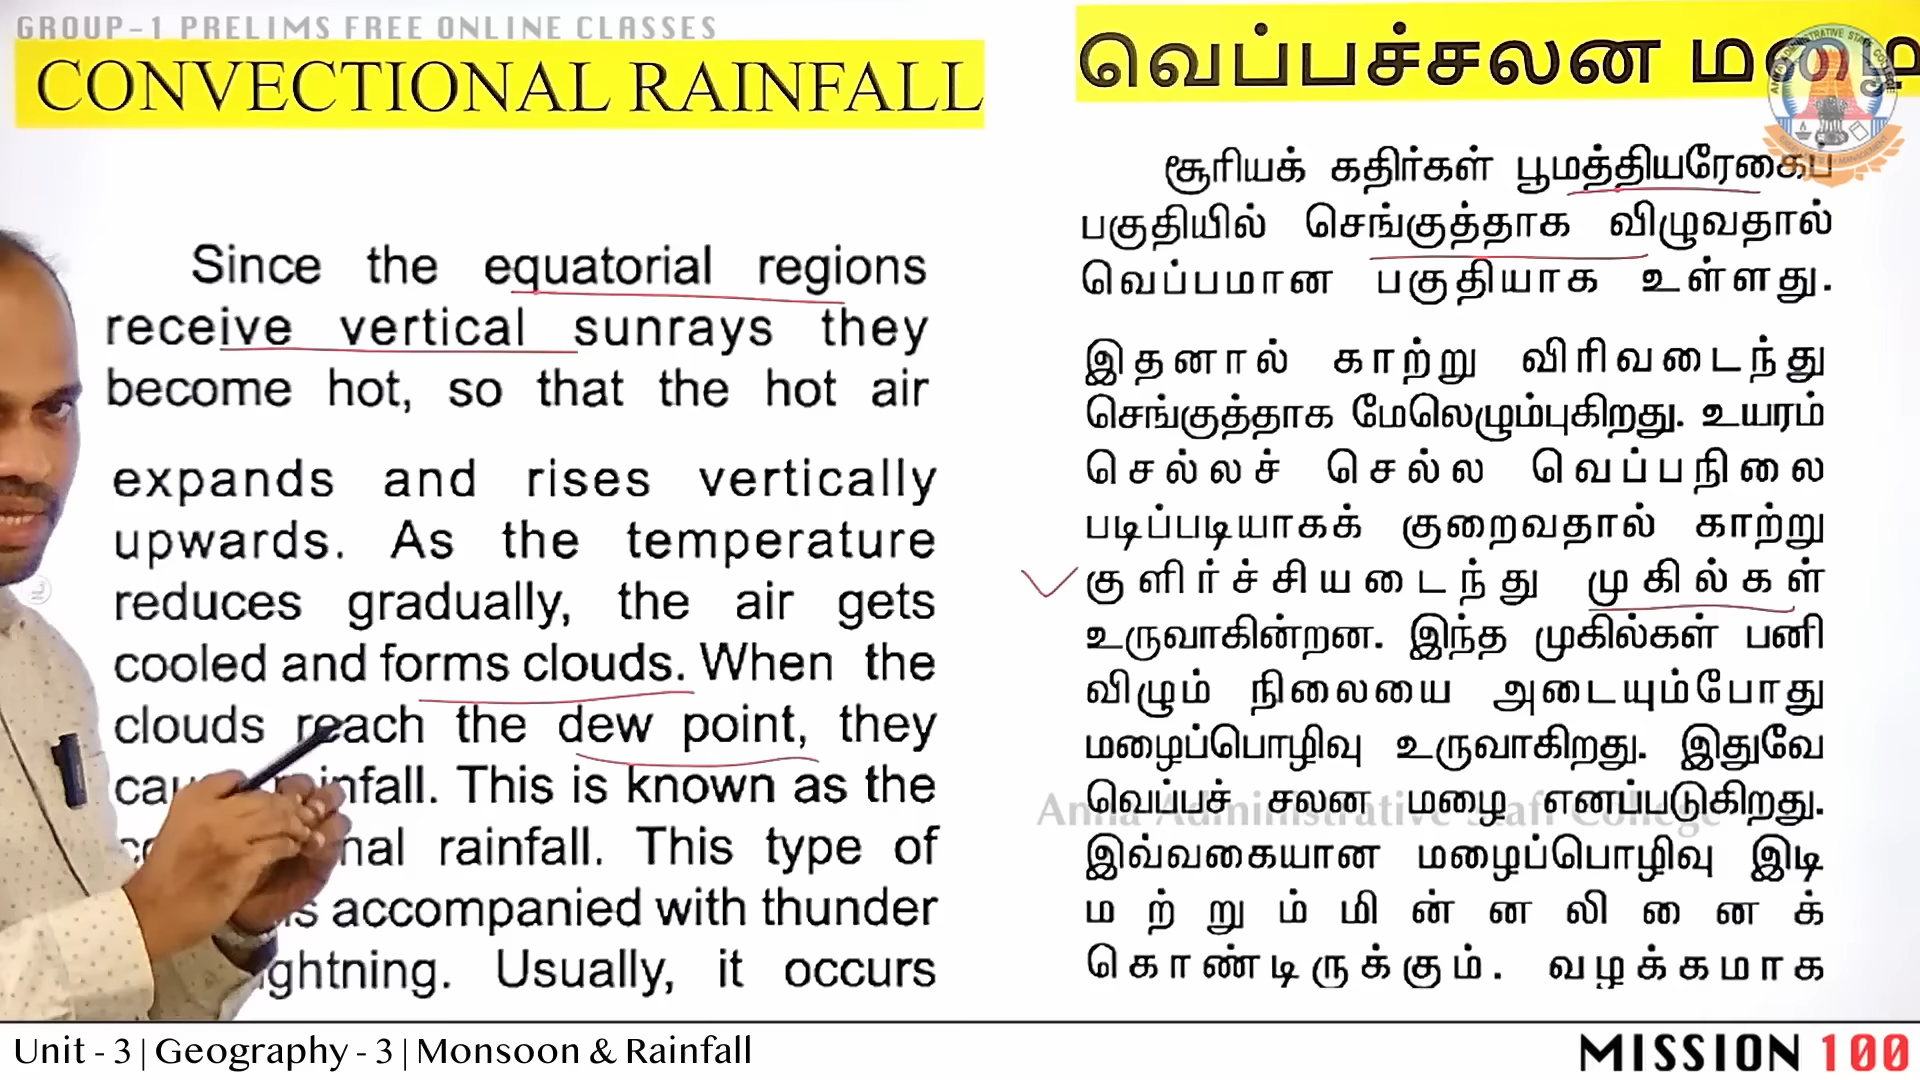 GROUP-1 PRELIMS FREE ONLINE CLASSES
CONVECTIONAL RAINFALL
Since the equatorial regions
receive vertical sunrays they
become hot, so that the hot air
expands and rises vertically
upwards. As the temperature
reduces gradually, the air gets
cooled and forms clouds. When the
clouds reach the dew point, they
rainfall. This is known as the
rainfall. This type of
accompanied with thunder
Usually, it occurs
வெப்பச்சலன மழை
சூரியக் கதிர்கள் பூமத்தியரேகைப்
பகுதியில் செங்குத்தாக விழுவதால்
வெப்பமான பகுதியாக உள்ளது.
இதனால் காற்று விரிவடைந்து
செங்குத்தாக மேலெழும்புகிறது. உயரம்
செல்லச் செல்ல வெப்பநிலை
படிப்படியாகக் குறைவதால் காற்று
குளிர்ச்சியடைந்து முகில்கள்
உருவாகின்றன. இந்த முகில்கள் பனி
விழும் நிலையை அடையும்போது
மழைப்பொழிவு உருவாகிறது. இதுவே
வெப்பச் சலன மழை எனப்படுகிறது.
Anna Administrative Staff College
இவ்வகையான மழைப்பொழிவு இடி
மற்றும் மின்னலினைக்
கொண்டிருக்கும். வழக்கமாக
Unit - 3 | Geography - 3 | Monsoon & Rainfall
MISSION 100